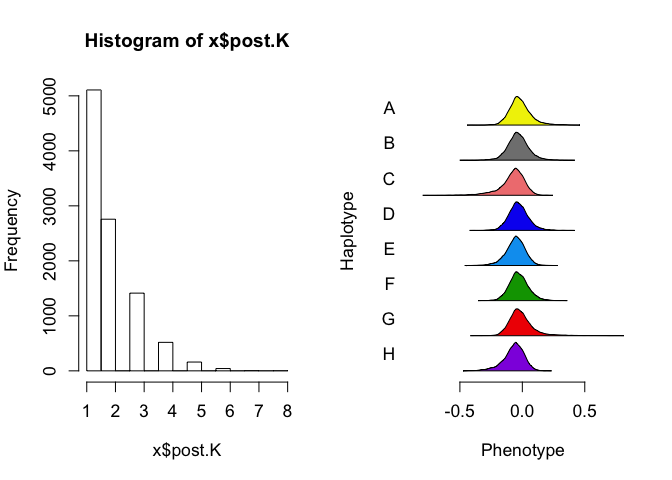 Histogram of x$post.K
Frequency
5000
4000
3000
2000
1000
0
1 2 3 4 5 6 7 8
x$post.K
Haplotype
A
B
C
D
E
F
G
H
-0.5 0.0 0.5
Phenotype